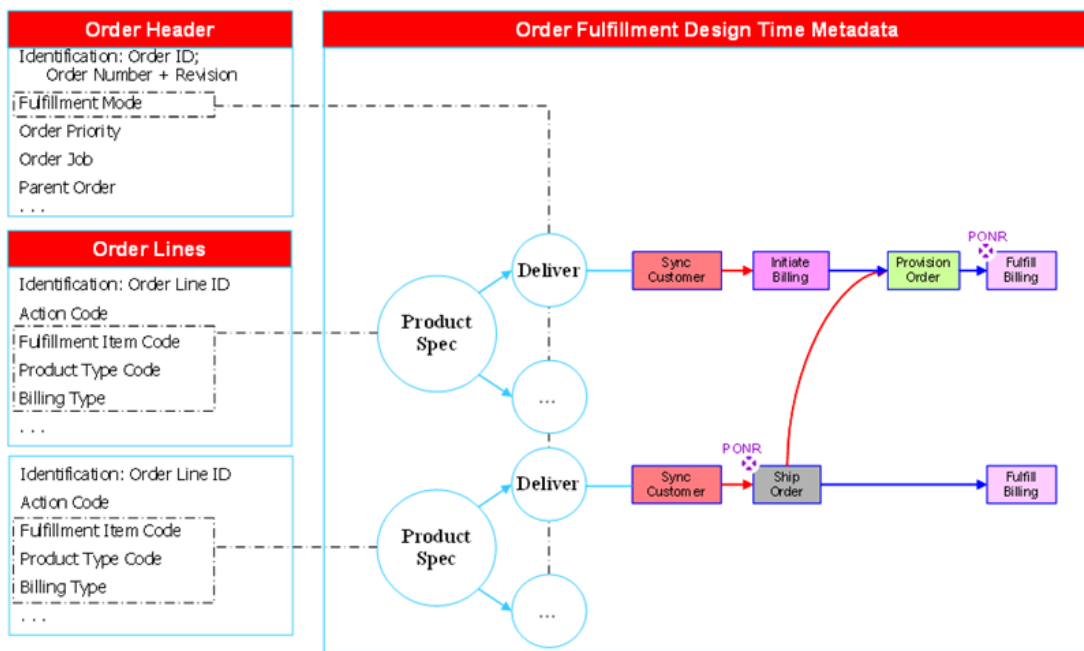 Order Header
Identification: Order ID;
Order Number + Revision
Fulfillment Mode
Order Priority
Order Job
Parent Order
. . .
Order Lines
Identification: Order Line ID
Action Code
Fulfillment Item Code
Product Type Code
Billing Type
. . .
Identification: Order Line ID
Action Code
Fulfillment Item Code
Product Type Code
Billing Type
. . .
Order Fulfillment Design Time Metadata
Product
Spec
Deliver
...
Sync
Customer
Initiate
Billing
Provision
Order
PONR
Fulfill
Billing
Product
Spec
Deliver
...
Sync
Customer
PONR
Ship
Order
Fulfill
Billing